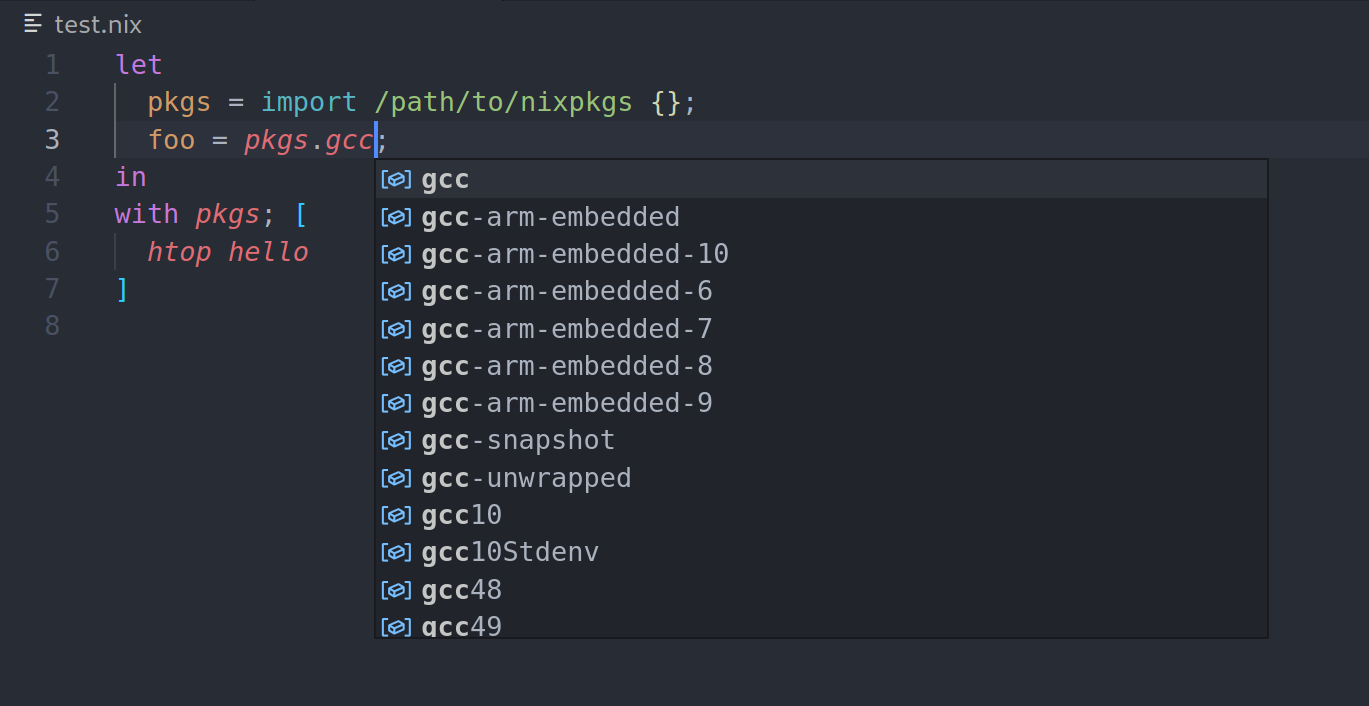 test.nix
1 let
2 pkgs = import /path/to/nixpkgs {};
3 foo = pkgs.gcc;
4 in
5 with pkgs; [
6 htop hello
7 ]
8
gcc
gcc-arm-embedded
gcc-arm-embedded-10
gcc-arm-embedded-6
gcc-arm-embedded-7
gcc-arm-embedded-8
gcc-arm-embedded-9
gcc-snapshot
gcc-unwrapped
gcc10
gcc10Stdenv
gcc48
gcc49